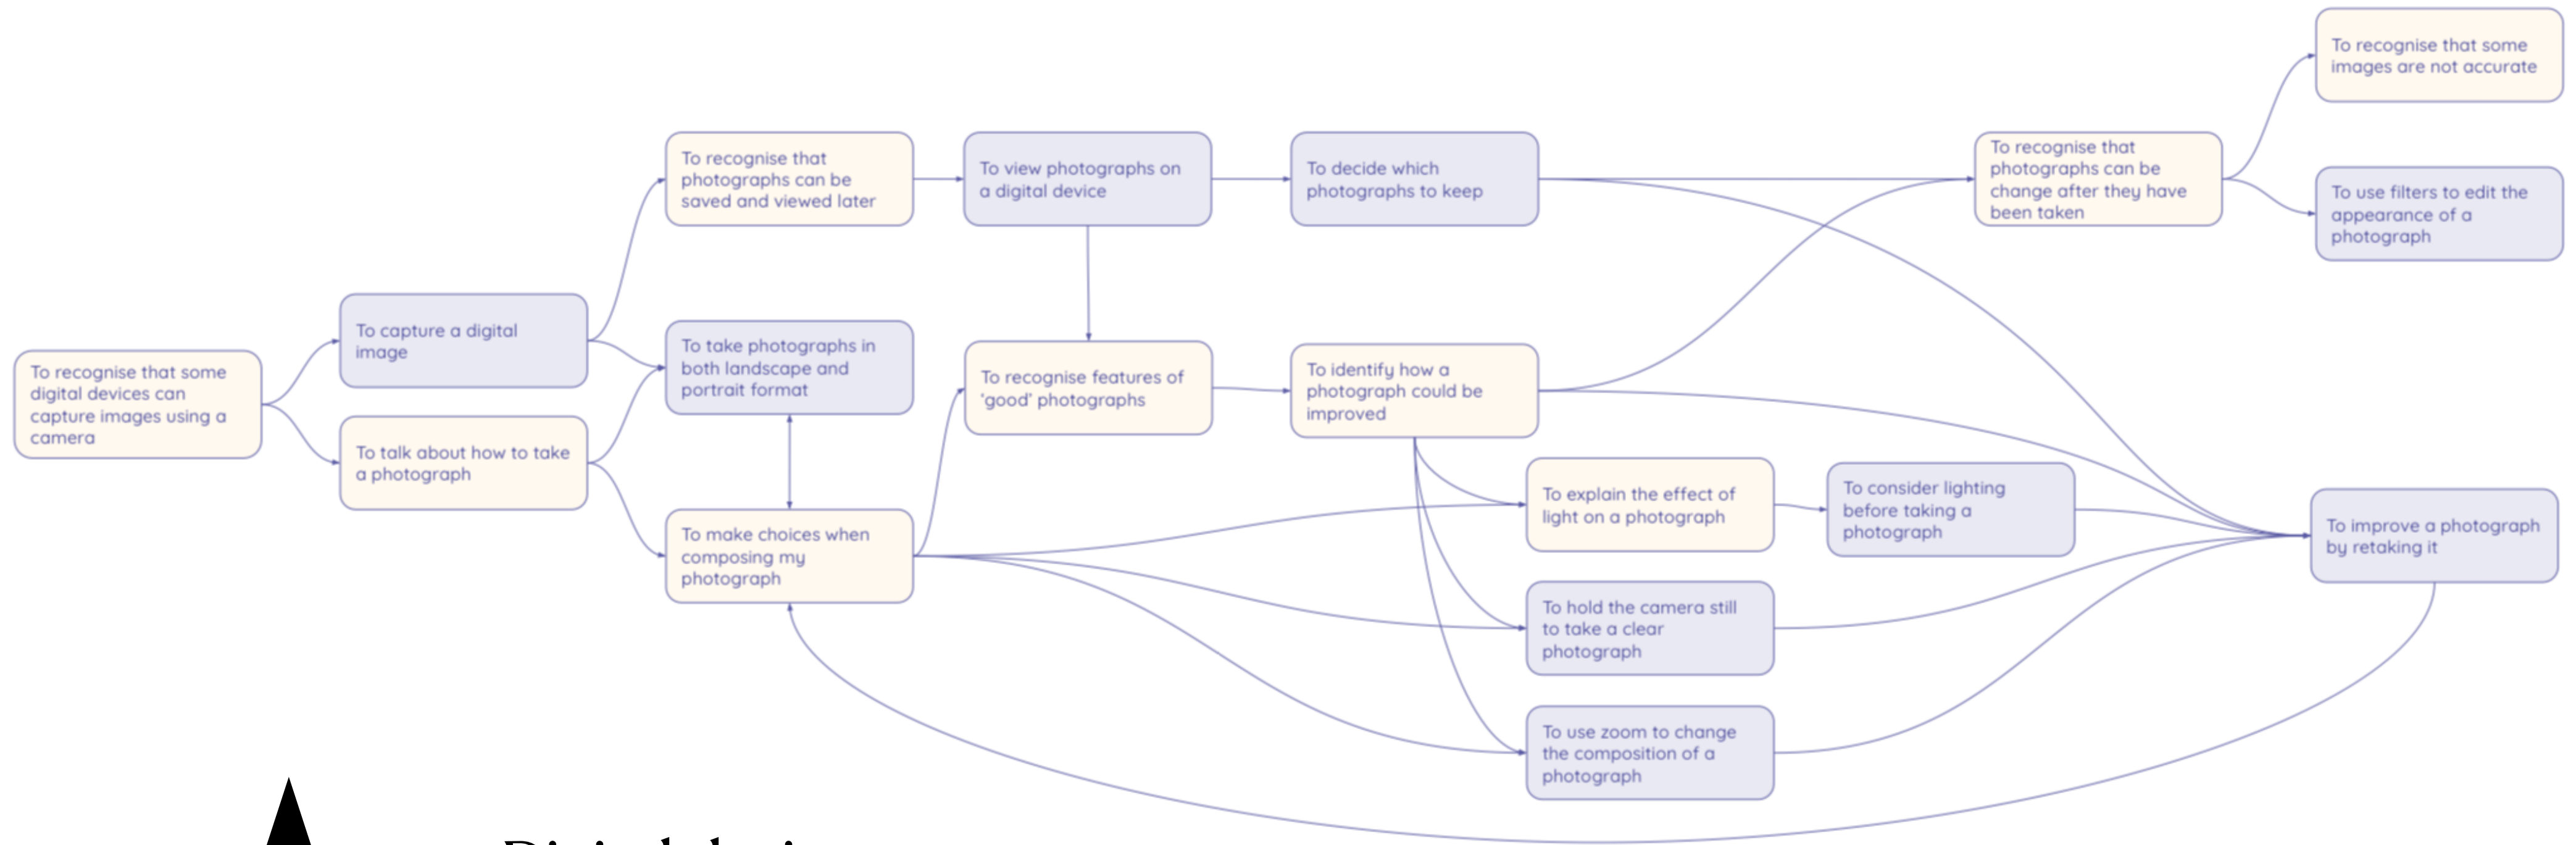 To recognise that some
digital devices can
capture images using a
camera
To capture a digital
image
To talk about how to take
a photograph
To recognise that
photographs can be
saved and viewed later
To take photographs in
both landscape and
portrait format
To make choices when
composing my
photograph
To view photographs on
a digital device
To recognise features of
'good' photographs
To decide which
photographs to keep
To identify how a
photograph could be
improved
To explain the effect of
light on a photograph
To hold the camera still
to take a clear
photograph
To use zoom to change
the composition of a
photograph
To consider lighting
before taking a
photograph
To recognise that
photographs can be
change after they have
been taken
To recognise that some
images are not accurate
To use filters to edit the
appearance of a
photograph
To improve a photograph
by retaking it